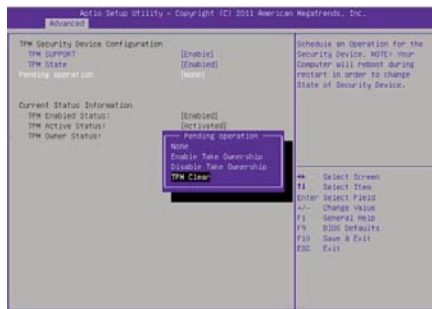 Aptio Setup Utility - Copyright (C) 2011 American Megatrends, Inc.
Advanced
TPM Security Device Configuration
TPM SUPPORT [Enable]
TPM State [Enabled]
Pending operation [None]
Current Status Information
TPM Enabled Status: [Enabled]
TPM Active Status: [Activated]
TPM Owner Status:
Pending operation
None
Enable Take Ownership
Disable Take Ownership
TPM Clear
Schedule an Operation for the
Security Device. NOTE: Your
Computer will reboot during
restart in order to change
State of Security Device.
Select Screen
Select Item
Enter Select Field
+/- Change Value
F1 General Help
F9 BIOS Defaults
F10 Save & Exit
ESC Exit